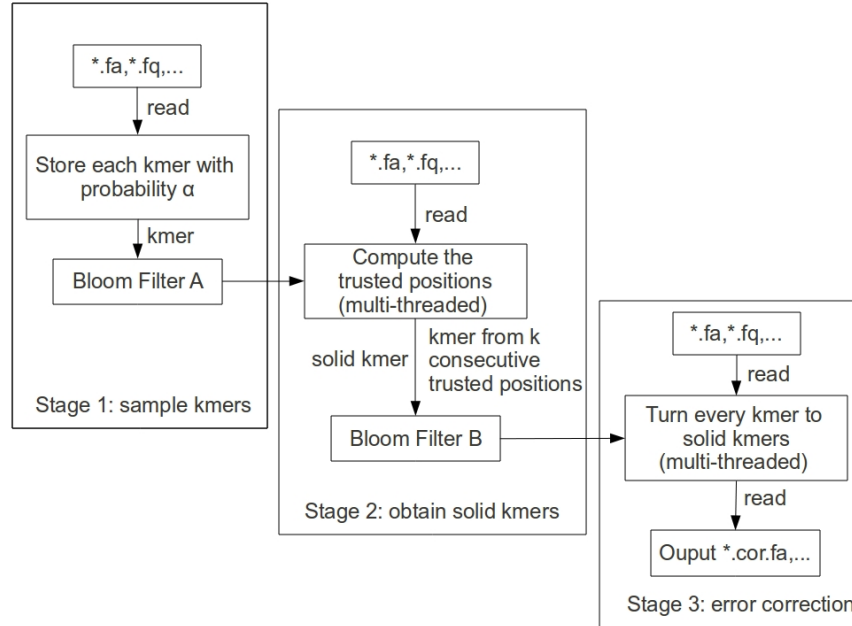 *.fa,*.fq,...
read
Store each kmer with
probability α
kmer
Bloom Filter A
Stage 1: sample kmers
*.fa,*.fq,...
read
Compute the
trusted positions
(multi-threaded)
solid kmer
kmer from k
consecutive
trusted positions
Bloom Filter B
Stage 2: obtain solid kmers
*.fa,*.fq,...
read
Turn every kmer to
solid kmers
(multi-threaded)
read
Ouput *.cor.fa,...
Stage 3: error correction